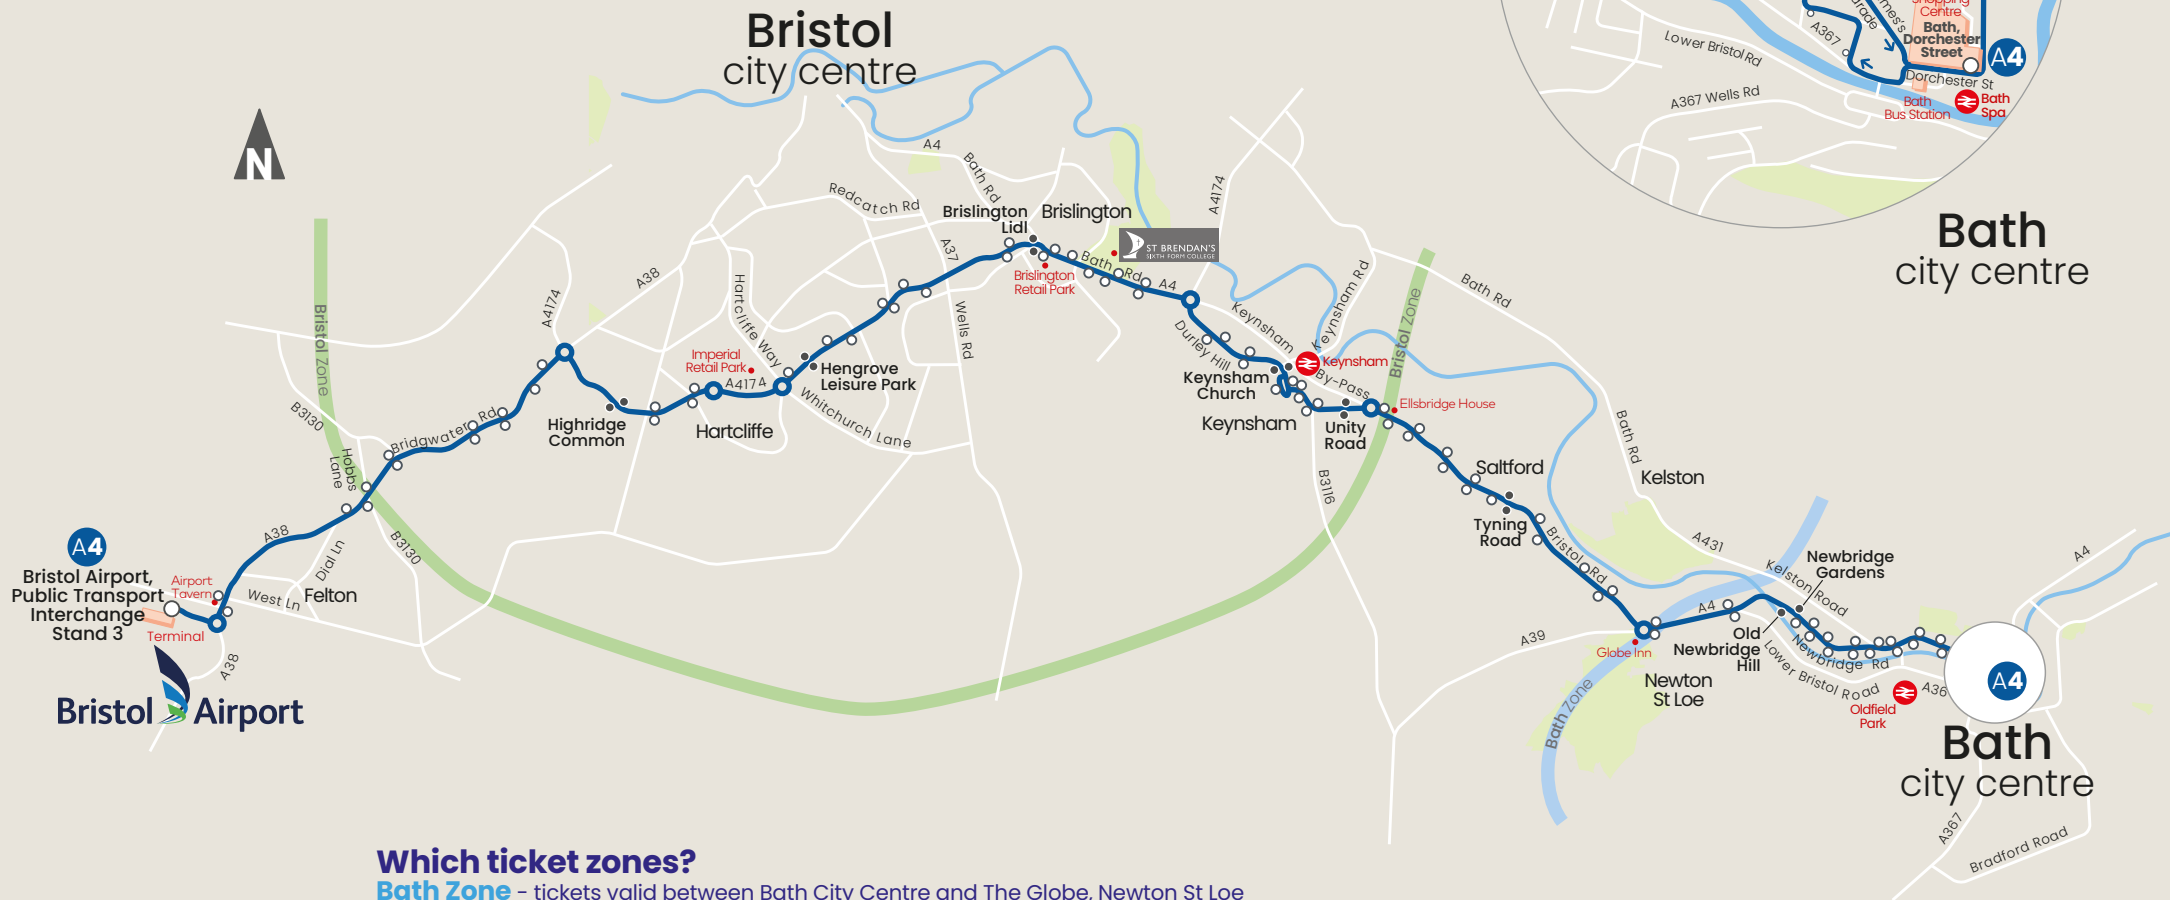 Bristol
city centre
Shopping
Centre
Bath,
Dorchester
Street
A4
Dorchester St
A367
Lower Bristol Rd
A367 Wells Rd
Bath
Bus Station
Bath
Spa
Bath
city centre
N
A4
Bath Rd
Redcatch Rd
A4174
Brislington
Lidl
Brislington
ST BRENDAN'S
SIXTH FORM COLLEGE
A37
Bath Rd
A4
Brislington
Retail Park
A38
A4174
Hartcliffe Way
Wells Rd
Keynsham
By-Pass
Keynsham Rd
Durley Hill
Bath Rd
Bristol Zone
Bristol Zone
Imperial
Retail Park
A4174
Hengrove
Leisure Park
Whitchurch Lane
Keynsham
Keynsham
Church
Keynsham
Ellsbridge House
Unity
Road
Highridge
Common
Hartcliffe
B3130
Bridgwater Rd
Hobbs
Lane
B3116
Bath Rd
Saltford
Kelston
Tyning
Road
A38
Dial Ln
B3130
Bristol Rd
A431
Newbridge
Gardens
Kelston Road
A4
A4
Bristol Airport,
Public Transport
Interchange
Stand 3
Airport
Tavern
Terminal
West Ln
Felton
A38
Bristol Airport
A39
Globe Inn
A4
Old
Newbridge
Hill
Newbridge Rd
Lower Bristol Road
A36
Oldfield
Park
Newton
St Loe
Bath Zone
A4
Bath
city centre
A367
Bradford Road
Which ticket zones?
Bath Zone – tickets valid between Bath City Centre and The Globe, Newton St Loe